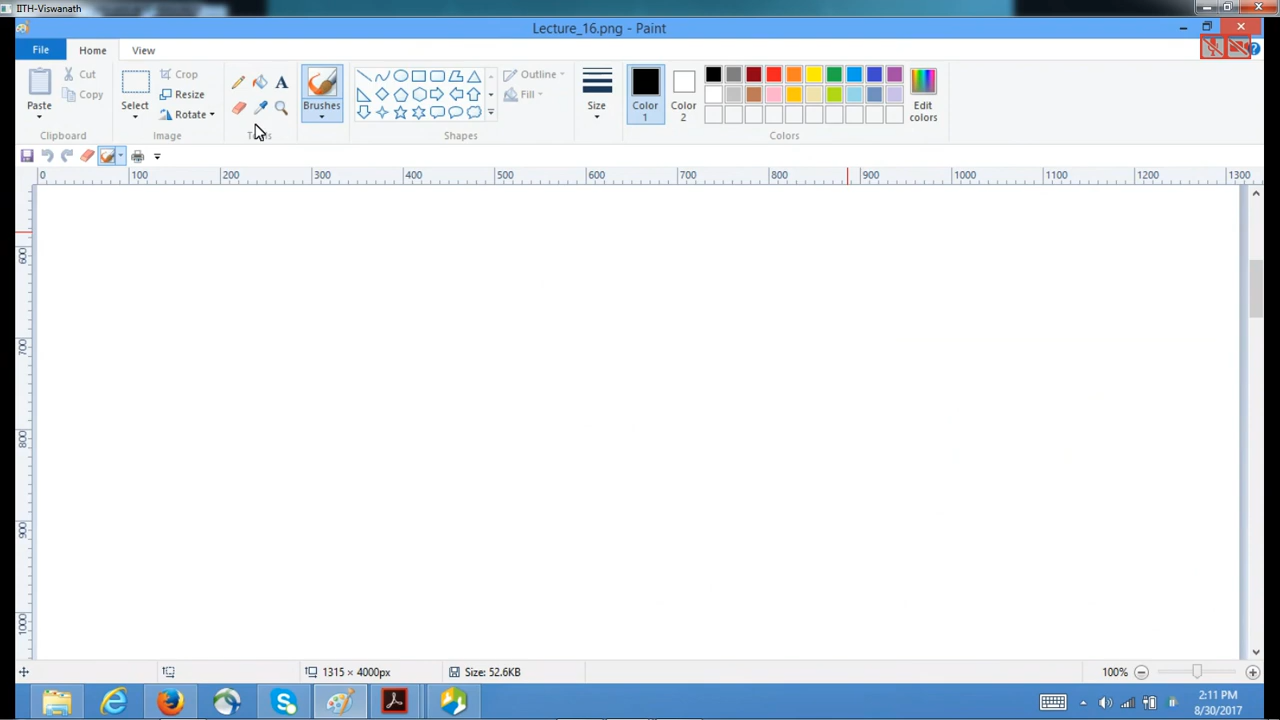 IITH-Viswanath
Lecture_16.png - Paint
File Home View
Paste Cut Copy Clipboard
Select Crop Resize Rotate Image
A Tools
Brushes
Shapes Outline Fill
Size
Color 1 Color 2 Edit colors Colors
0 100 200 300 400 500 600 700 800 900 1000 1100 1200 1300
600
700
800
900
1000
1315 × 4000px Size: 52.6KB 100%
2:11 PM
8/30/2017